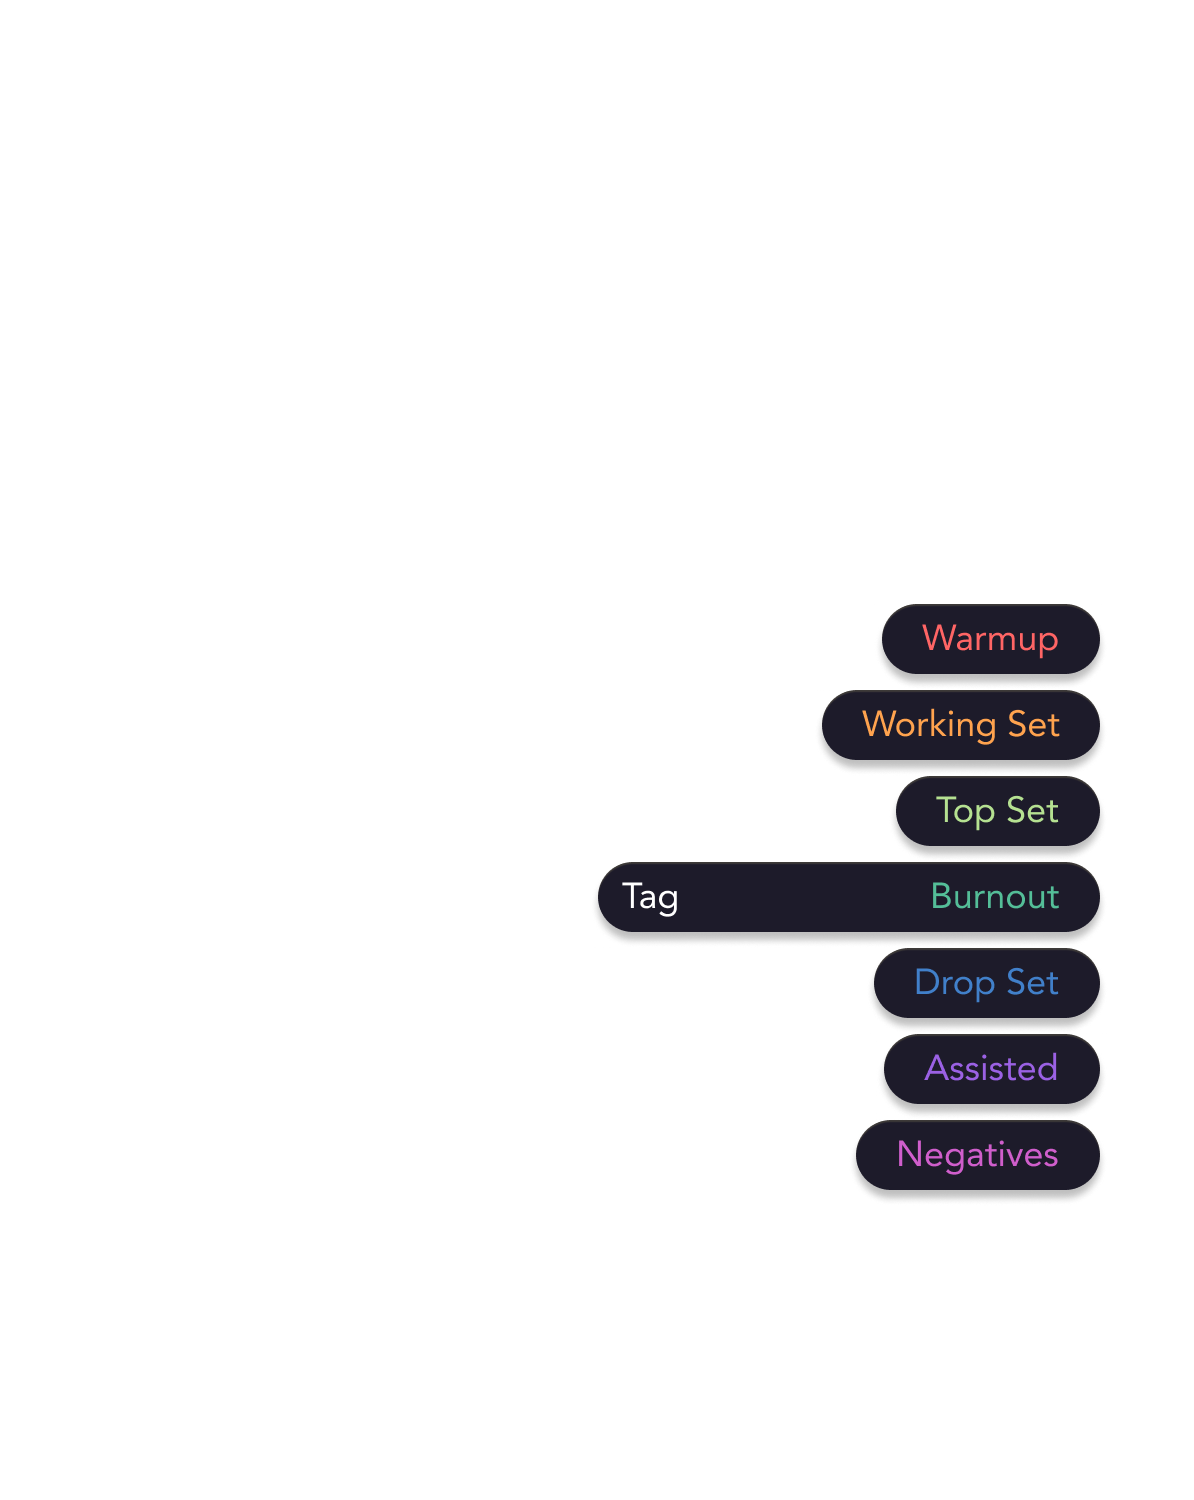 Warmup
Working Set
Top Set
Tag Burnout
Drop Set
Assisted
Negatives